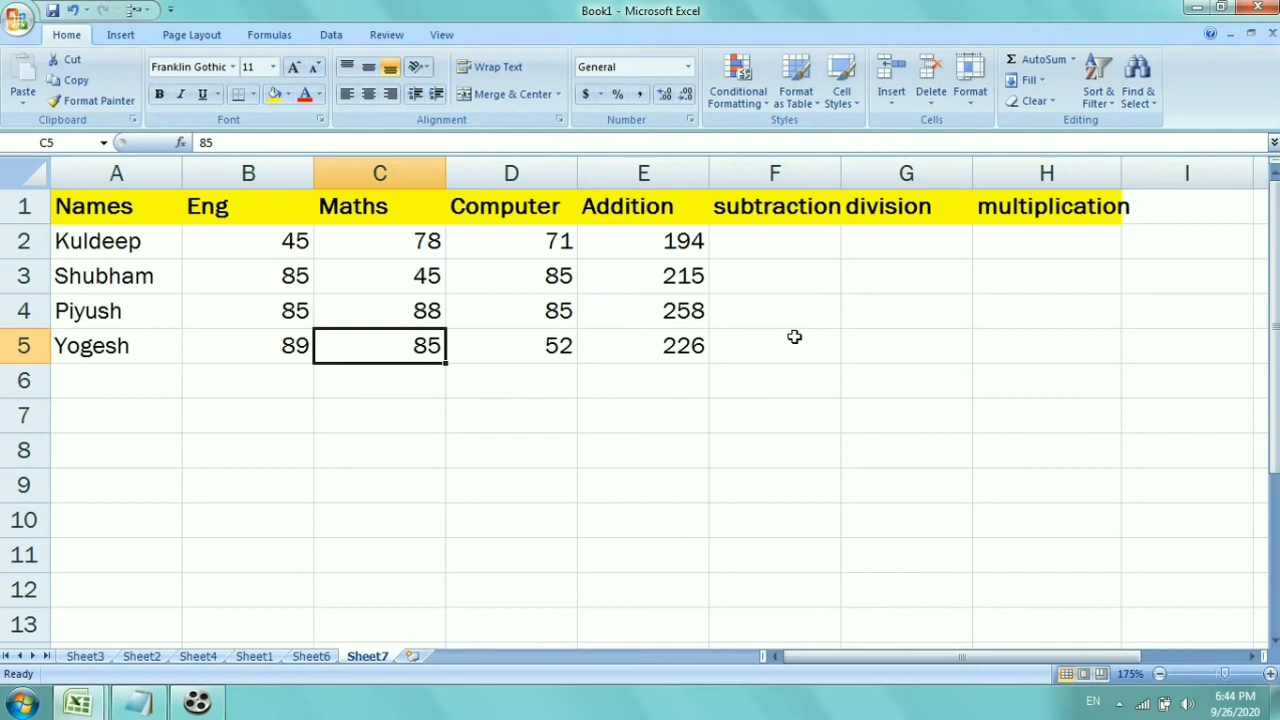 Book1 - Microsoft Excel
Home Insert Page Layout Formulas Data Review View
Paste Cut Copy Format Painter
Clipboard
Franklin Gothic 11
B I U A
Font
Wrap Text
Merge & Center
Alignment
General
$ % ,
Number
Conditional Formatting Format as Table Cell Styles
Styles
Insert Delete Format
Cells
Σ AutoSum Fill Clear Sort & Filter Find & Select
Editing
C5 fx 85
A B C D E F G H I
1 Names Eng Maths Computer Addition subtraction division multiplication
2 Kuldeep 45 78 71 194
3 Shubham 85 45 85 215
4 Piyush 85 88 85 258
5 Yogesh 89 85 52 226
6
7
8
9
10
11
12
13
Sheet3 Sheet2 Sheet4 Sheet1 Sheet6 Sheet7
Ready 175%
EN 6:44 PM
9/26/2020